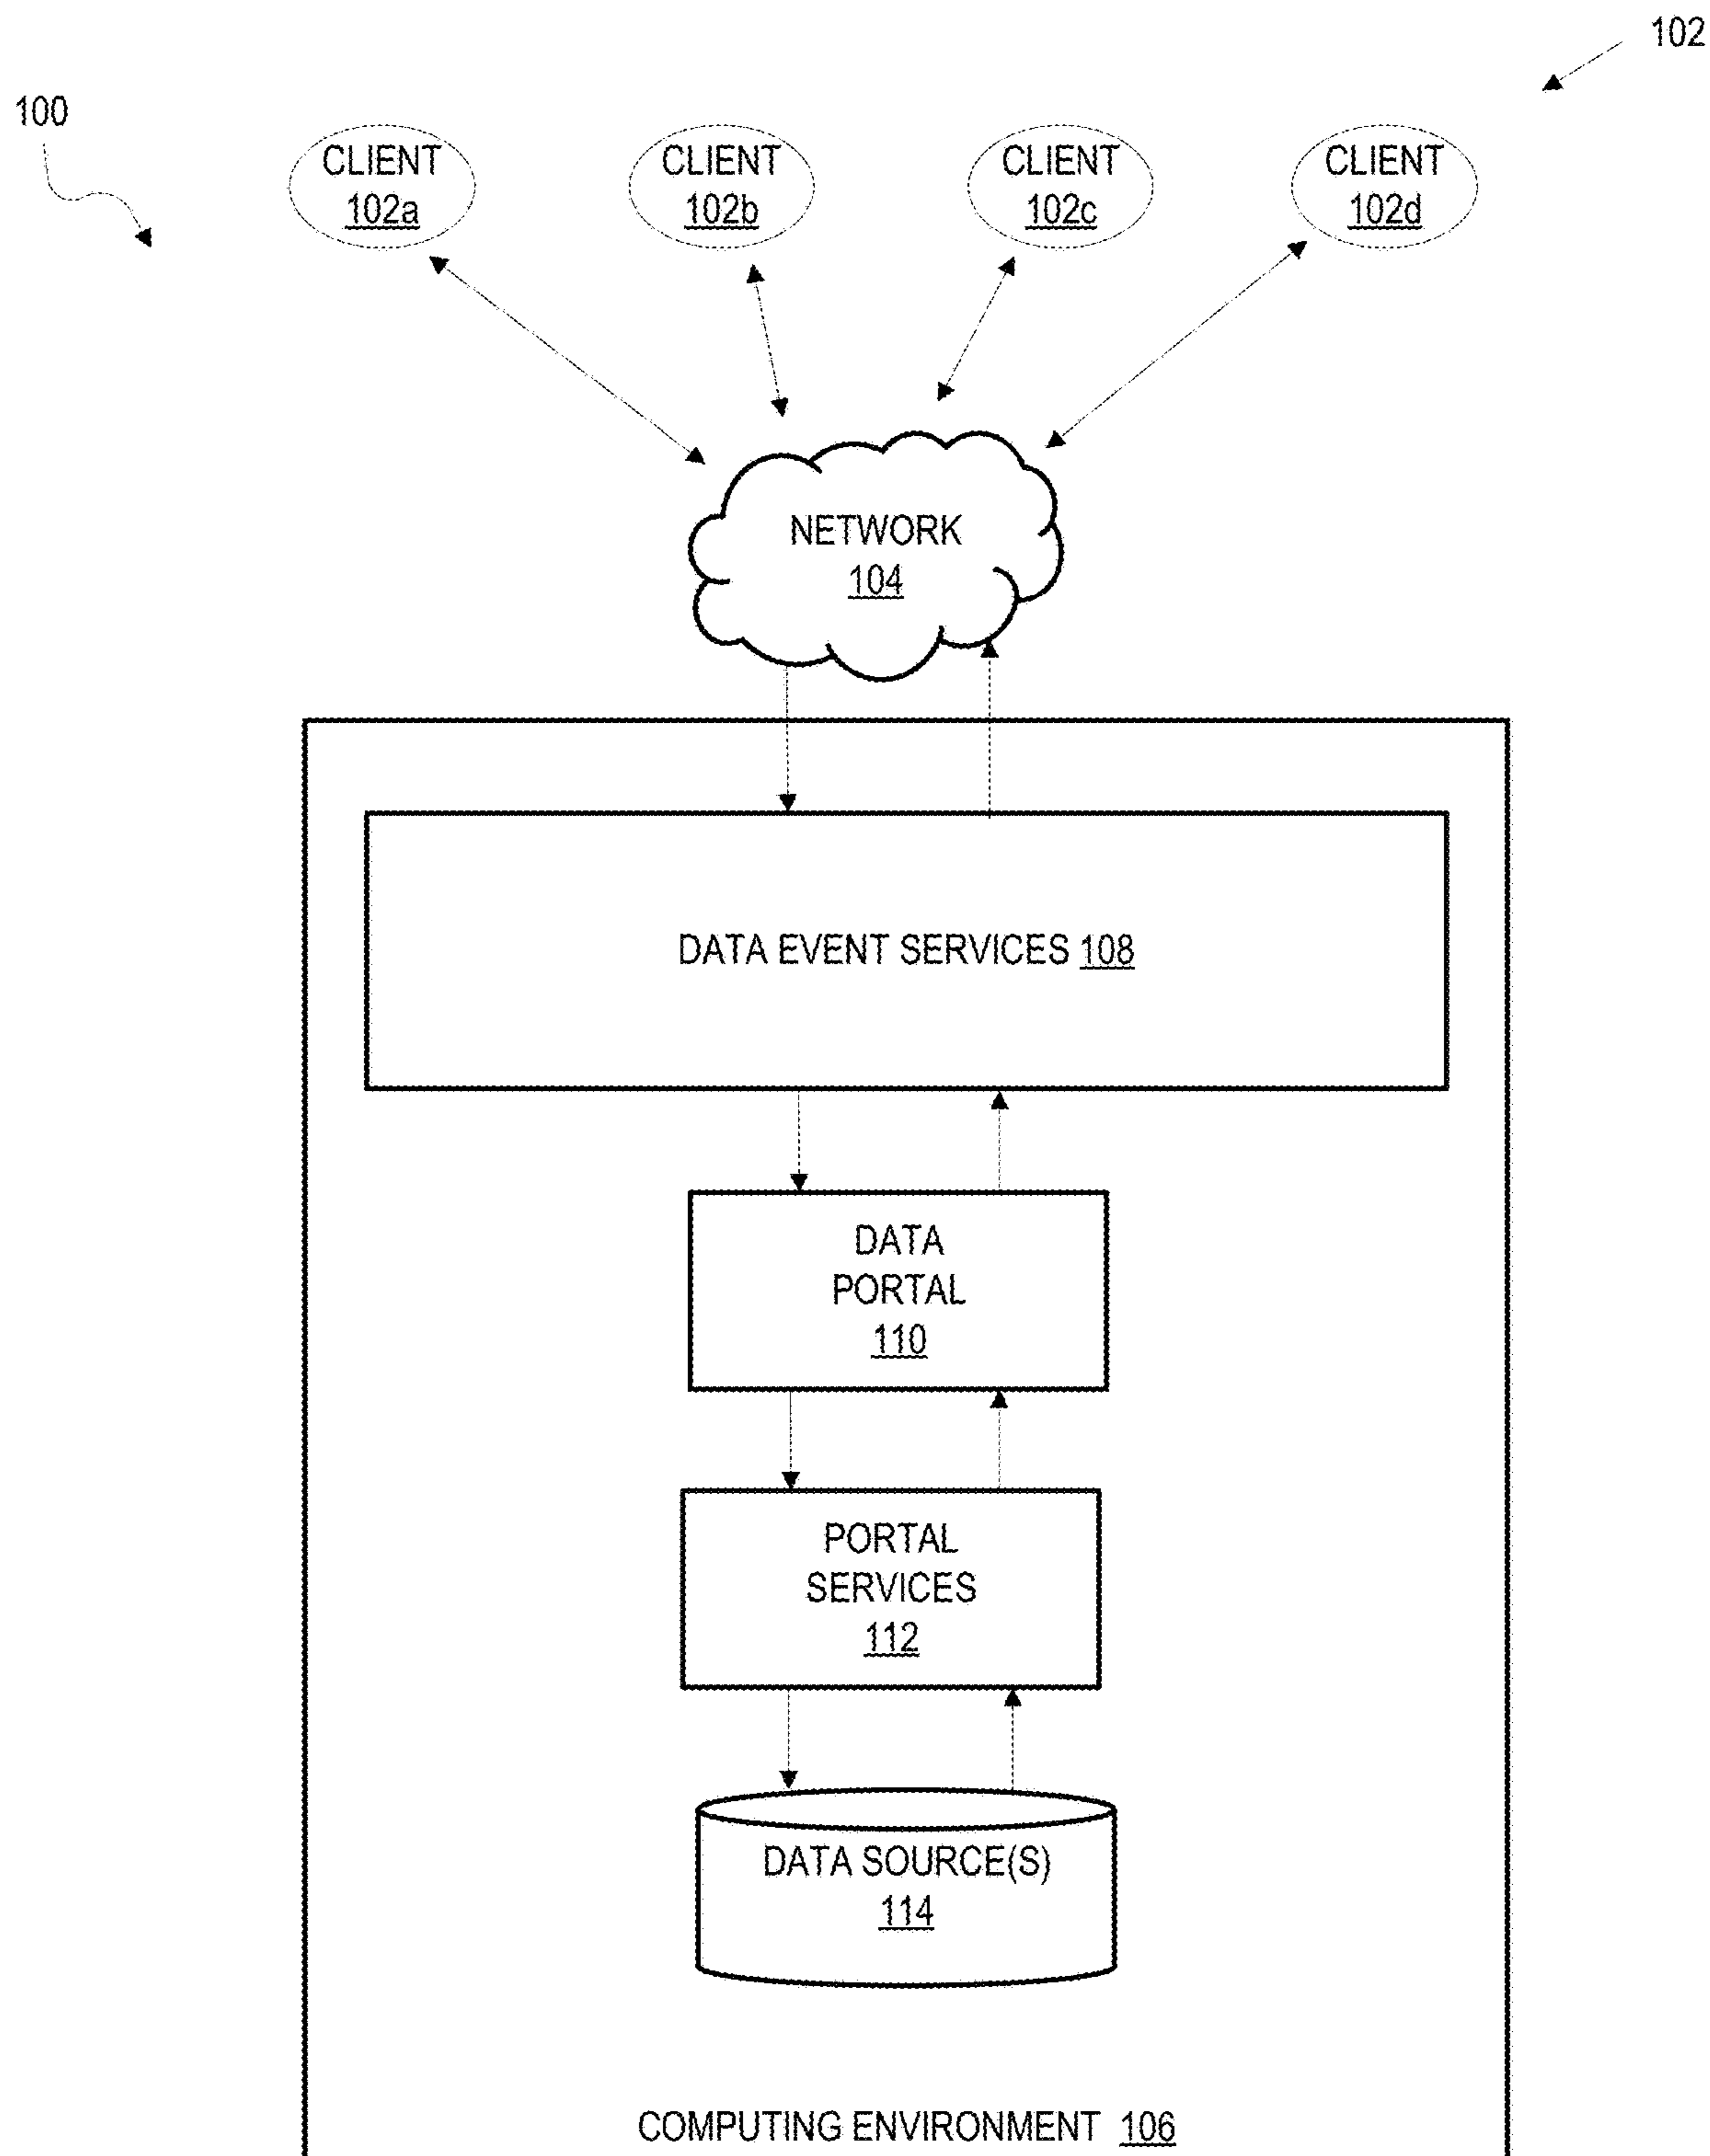 102
100
CLIENT
102a
CLIENT
102b
CLIENT
102c
CLIENT
102d
NETWORK
104
DATA EVENT SERVICES 108
DATA
PORTAL
110
PORTAL
SERVICES
112
DATA SOURCE(S)
114
COMPUTING ENVIRONMENT 106